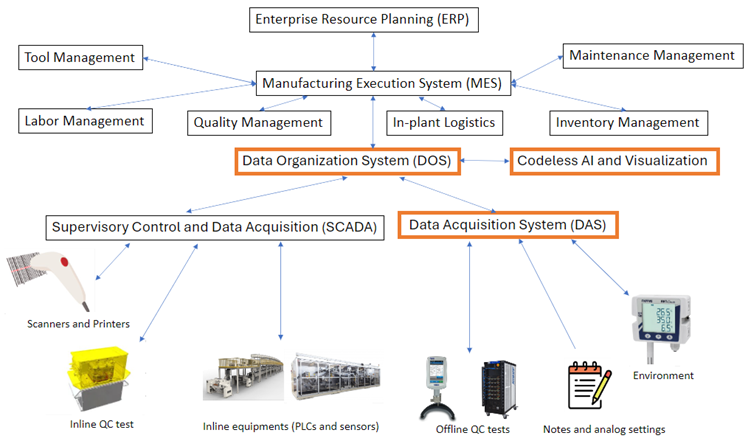 Enterprise Resource Planning (ERP)
Tool Management
Maintenance Management
Manufacturing Execution System (MES)
Labor Management
Quality Management
In-plant Logistics
Inventory Management
Data Organization System (DOS)
Codeless AI and Visualization
Supervisory Control and Data Acquisition (SCADA)
Data Acquisition System (DAS)
Scanners and Printers
Environment
Inline QC test
Inline equipments (PLCs and sensors)
Offline QC tests
Notes and analog settings